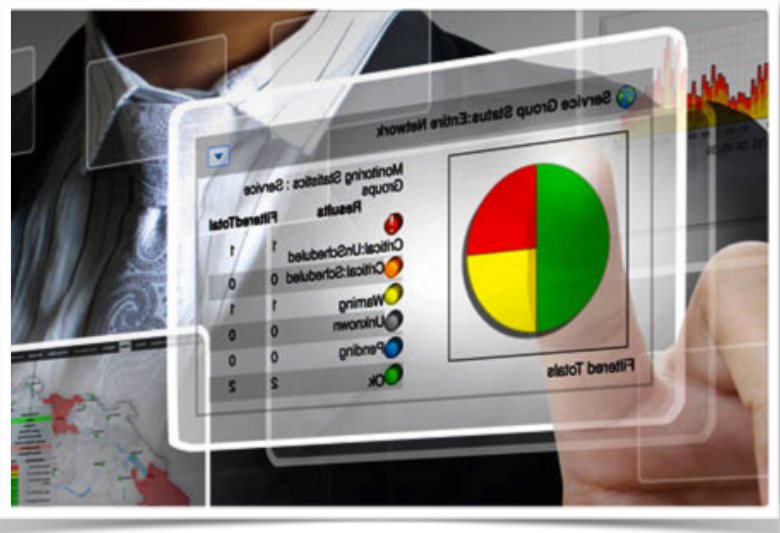 Service Group Status:Entire Network
Monitoring Statistics : Service
Groups
Results Filtered Total
Critical:UnScheduled 1 1
Critical:Scheduled 0 0
Warning 1 1
Unknown 0 0
Pending 0 0
Ok 2 2
Filtered Totals